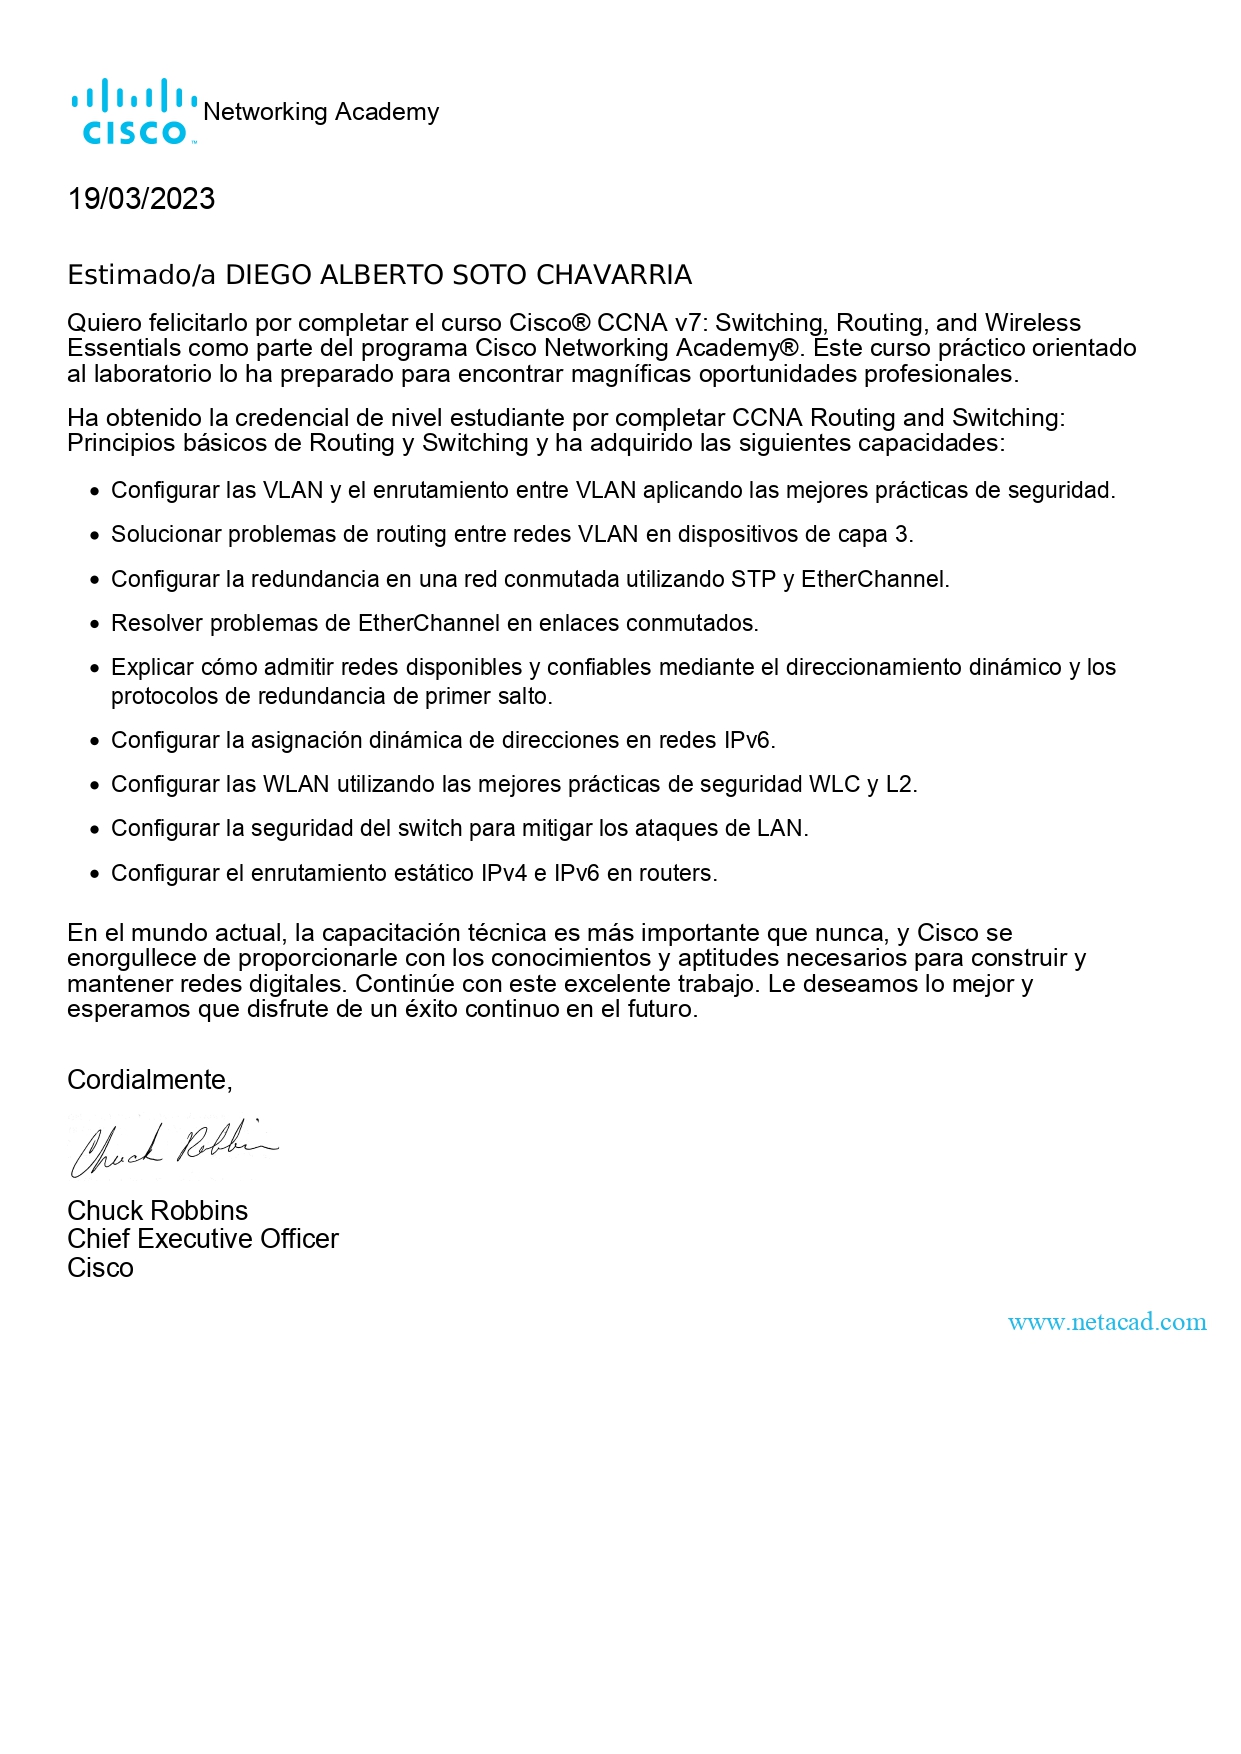 CISCO™ Networking Academy
19/03/2023
Estimado/a DIEGO ALBERTO SOTO CHAVARRIA
Quiero felicitarlo por completar el curso Cisco® CCNA v7: Switching, Routing, and Wireless
Essentials como parte del programa Cisco Networking Academy®. Este curso práctico orientado
al laboratorio lo ha preparado para encontrar magníficas oportunidades profesionales.
Ha obtenido la credencial de nivel estudiante por completar CCNA Routing and Switching:
Principios básicos de Routing y Switching y ha adquirido las siguientes capacidades:
• Configurar las VLAN y el enrutamiento entre VLAN aplicando las mejores prácticas de seguridad.
• Solucionar problemas de routing entre redes VLAN en dispositivos de capa 3.
• Configurar la redundancia en una red conmutada utilizando STP y EtherChannel.
• Resolver problemas de EtherChannel en enlaces conmutados.
• Explicar cómo admitir redes disponibles y confiables mediante el direccionamiento dinámico y los
protocolos de redundancia de primer salto.
• Configurar la asignación dinámica de direcciones en redes IPv6.
• Configurar las WLAN utilizando las mejores prácticas de seguridad WLC y L2.
• Configurar la seguridad del switch para mitigar los ataques de LAN.
• Configurar el enrutamiento estático IPv4 e IPv6 en routers.
En el mundo actual, la capacitación técnica es más importante que nunca, y Cisco se
enorgullece de proporcionarle con los conocimientos y aptitudes necesarios para construir y
mantener redes digitales. Continúe con este excelente trabajo. Le deseamos lo mejor y
esperamos que disfrute de un éxito continuo en el futuro.
Cordialmente,
Chuck Robbins
Chuck Robbins
Chief Executive Officer
Cisco
www.netacad.com